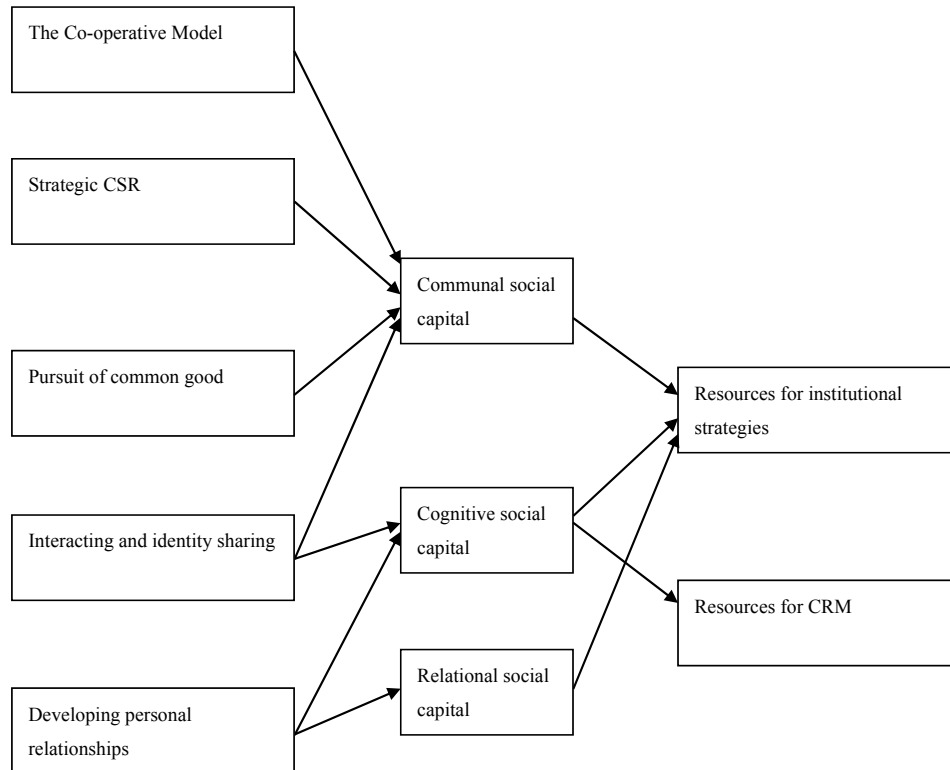 The Co-operative Model
Strategic CSR
Pursuit of common good
Interacting and identity sharing
Developing personal
relationships
Communal social
capital
Cognitive social
capital
Relational social
capital
Resources for institutional
strategies
Resources for CRM